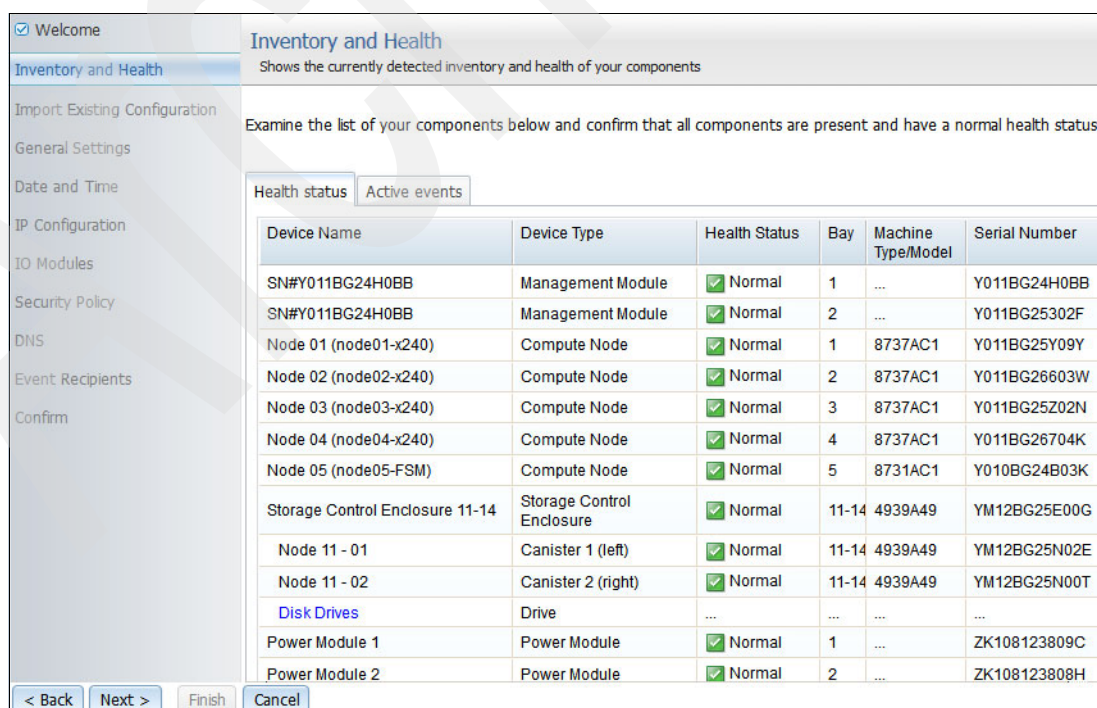 Welcome
Inventory and Health
Import Existing Configuration
General Settings
Date and Time
IP Configuration
IO Modules
Security Policy
DNS
Event Recipients
Confirm
Inventory and Health
Shows the currently detected inventory and health of your components
Examine the list of your components below and confirm that all components are present and have a normal health status
Health status Active events
Device Name Device Type Health Status Bay Machine Type/Model Serial Number
SN#Y011BG24H0BB Management Module Normal 1 ... Y011BG24H0BB
SN#Y011BG24H0BB Management Module Normal 2 ... Y011BG25302F
Node 01 (node01-x240) Compute Node Normal 1 8737AC1 Y011BG25Y09Y
Node 02 (node02-x240) Compute Node Normal 2 8737AC1 Y011BG26603W
Node 03 (node03-x240) Compute Node Normal 3 8737AC1 Y011BG25Z02N
Node 04 (node04-x240) Compute Node Normal 4 8737AC1 Y011BG26704K
Node 05 (node05-FSM) Compute Node Normal 5 8731AC1 Y010BG24B03K
Storage Control Enclosure 11-14 Storage Control Enclosure Normal 11-14 4939A49 YM12BG25E00G
Node 11 - 01 Canister 1 (left) Normal 11-14 4939A49 YM12BG25N02E
Node 11 - 02 Canister 2 (right) Normal 11-14 4939A49 YM12BG25N00T
Disk Drives Drive ... ... ... ...
Power Module 1 Power Module Normal 1 ... ZK108123809C
Power Module 2 Power Module Normal 2 ... ZK108123808H
< Back Next > Finish Cancel